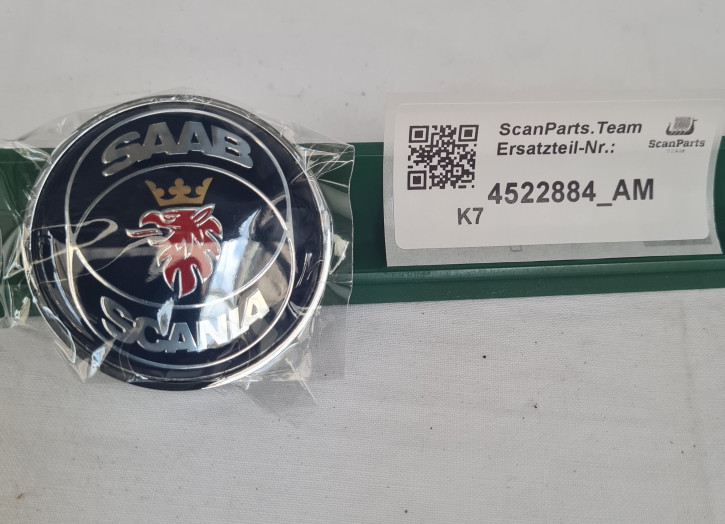 SAAB
SCANIA
ScanParts.Team
Ersatzteil-Nr.:
ScanParts
4522884_AM
K7